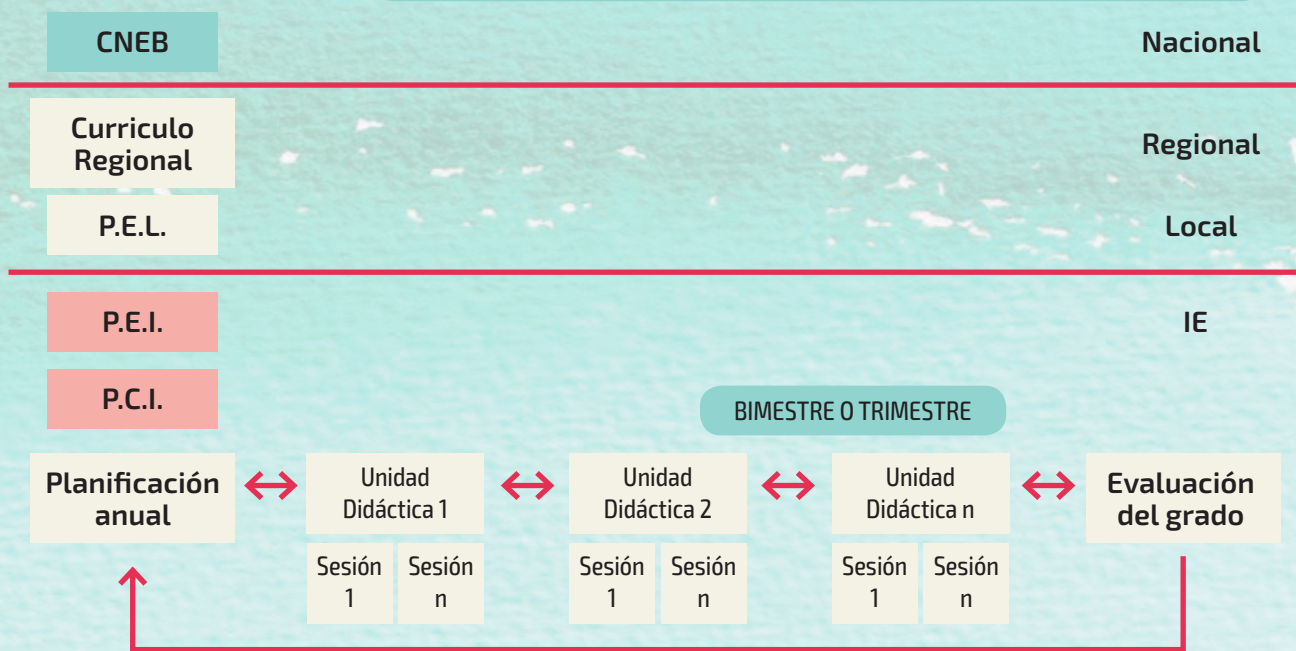 CNEB
Nacional
Curriculo
Regional
Regional
P.E.L.
Local
P.E.I.
IE
P.C.I.
BIMESTRE O TRIMESTRE
Planificación
anual
Unidad
Didáctica 1
Unidad
Didáctica 2
Unidad
Didáctica n
Evaluación
del grado
Sesión
1
Sesión
n
Sesión
1
Sesión
n
Sesión
1
Sesión
n